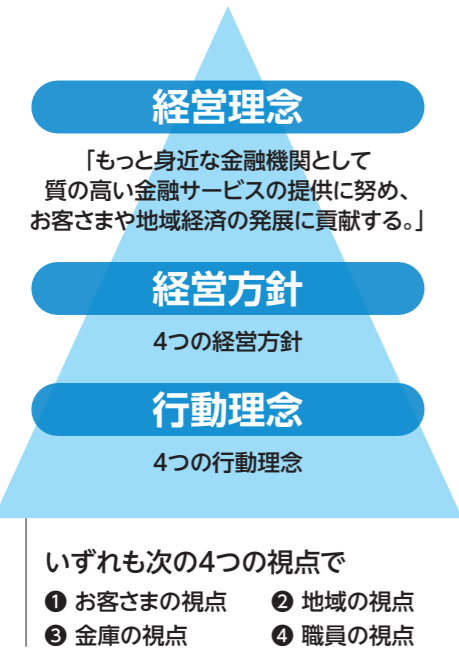 経営理念
「もっと身近な金融機関として
質の高い金融サービスの提供に努め、
お客さまや地域経済の発展に貢献する。」
経営方針
4つの経営方針
行動理念
4つの行動理念
いずれも次の4つの視点で
❶ お客さまの視点 ❷ 地域の視点
❸ 金庫の視点 ❹ 職員の視点